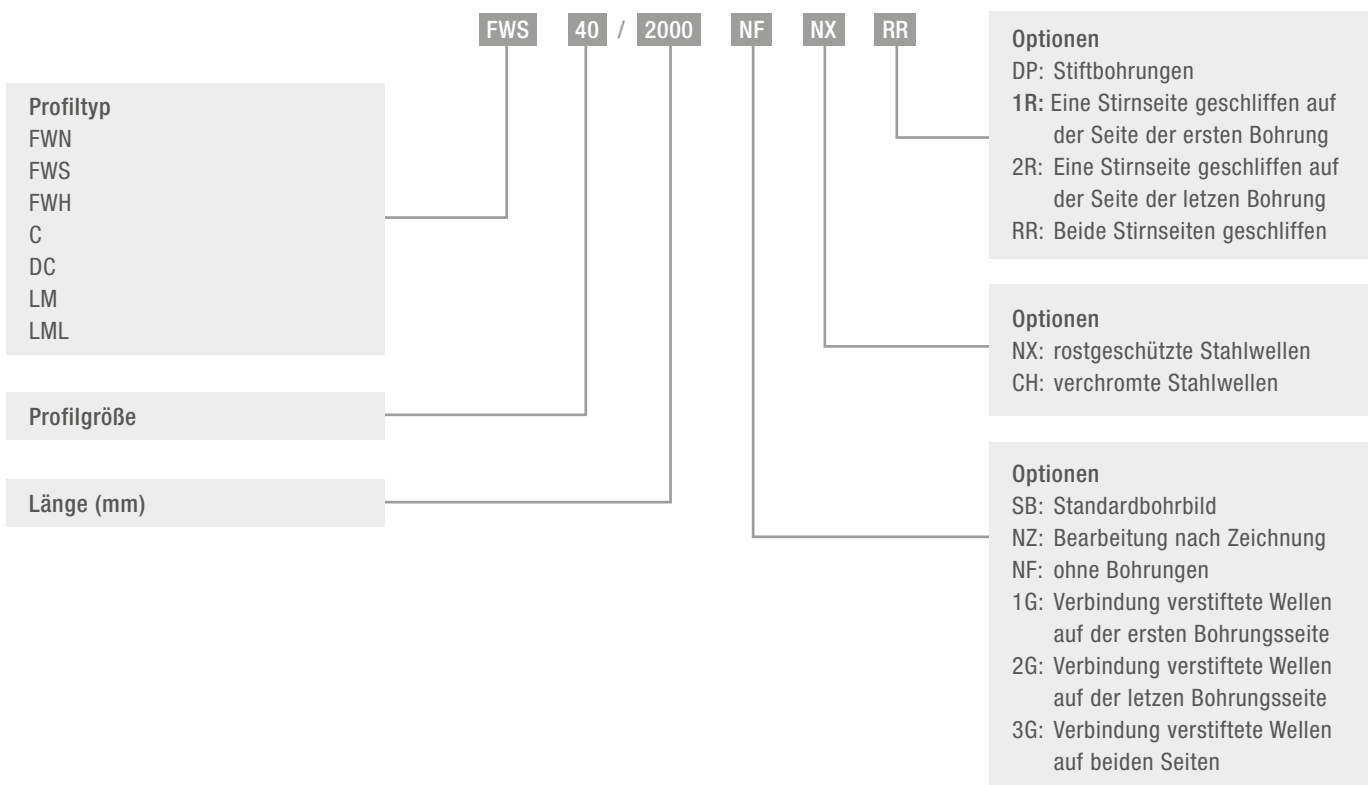 FWS 40 / 2000 NF NX RR
Profiltyp
FWN
FWS
FWH
C
DC
LM
LML
Profilgröße
Länge (mm)
Optionen
DP: Stiftbohrungen
1R: Eine Stirnseite geschliffen auf
der Seite der ersten Bohrung
2R: Eine Stirnseite geschliffen auf
der Seite der letzen Bohrung
RR: Beide Stirnseiten geschliffen
Optionen
NX: rostgeschützte Stahlwellen
CH: verchromte Stahlwellen
Optionen
SB: Standardbohrbild
NZ: Bearbeitung nach Zeichnung
NF: ohne Bohrungen
1G: Verbindung verstiftete Wellen
auf der ersten Bohrungsseite
2G: Verbindung verstiftete Wellen
auf der letzen Bohrungsseite
3G: Verbindung verstiftete Wellen
auf beiden Seiten